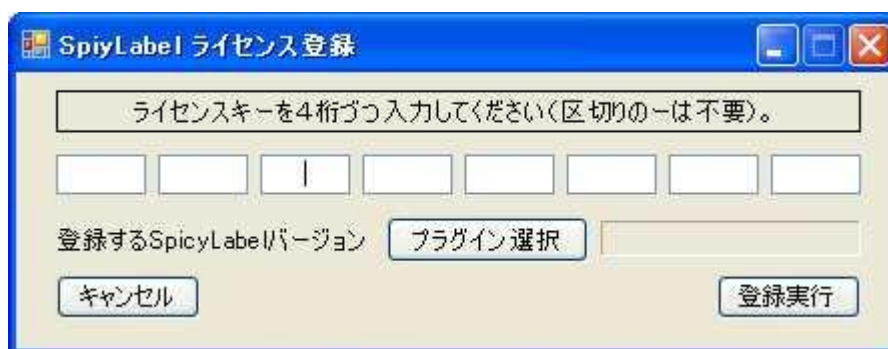 SpiyLabel ライセンス登録
ライセンスキーを4桁づつ入力してください(区切りの-は不要)。
登録するSpicyLabelバージョン プラグイン選択
キャンセル 登録実行